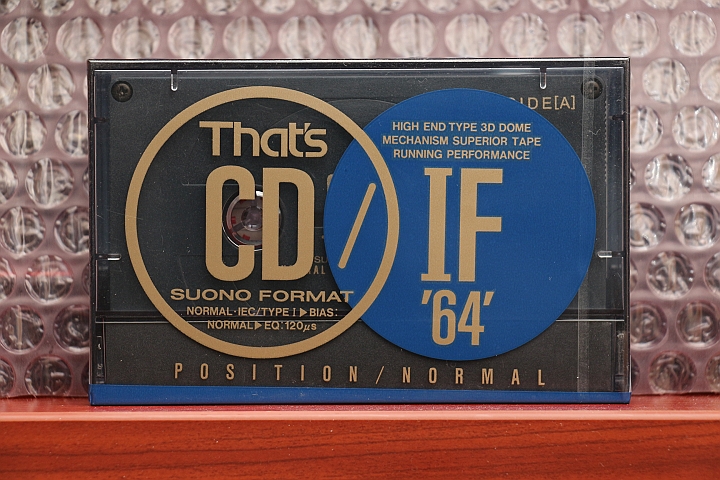 SIDE[A]
That's
CD/IF
'64'
HIGH END TYPE 3D DOME
MECHANISM SUPERIOR TAPE
RUNNING PERFORMANCE
SUONO FORMAT
NORMAL·IEC/TYPE I▶BIAS:
NORMAL▶EQ:120μs
POSITION/NORMAL